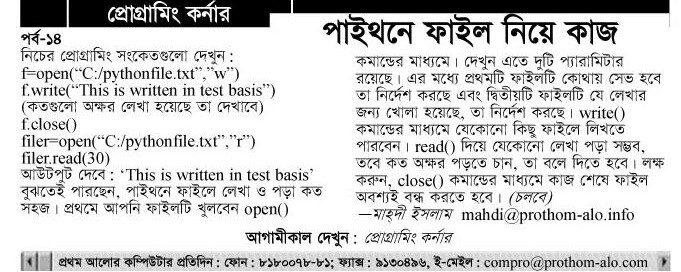 প্রোগ্রামিং কর্নার
পাইথনে ফাইল নিয়ে কাজ
পর্ব-১৪
নিচের প্রোগ্রামিং সংকেতগুলো দেখুন :
f=open(“C:/pythonfile.txt”,”w”)
f.write(“This is written in test basis”)
(কতগুলো অক্ষর লেখা হয়েছে তা দেখাবে)
f.close()
filer=open(“C:/pythonfile.txt”,”r”)
filer.read(30)
আউটপুট দেবে : ‘This is written in test basis’
বুঝতেই পারছেন, পাইথনে ফাইলে লেখা ও পড়া কত
সহজ। প্রথমে আপনি ফাইলটি খুলবেন open()
কমান্ডের মাধ্যমে। দেখুন এতে দুটি প্যারামিটার
রয়েছে। এর মধ্যে প্রথমটি ফাইলটি কোথায় সেভ হবে
তা নির্দেশ করছে এবং দ্বিতীয়টি ফাইলটি যে লেখার
জন্য খোলা হয়েছে, তা নির্দেশ করছে। write()
কমান্ডের মাধ্যমে যেকোনো কিছু ফাইলে লিখতে
পারবেন। read() দিয়ে যেকোনো লেখা পড়া সম্ভব,
তবে কত অক্ষর পড়তে চান, তা বলে দিতে হবে। লক্ষ
করুন, close() কমান্ডের মাধ্যমে কাজ শেষে ফাইল
অবশ্যই বন্ধ করতে হবে। (চলবে)
—মাহ্‌দী ইসলাম mahdi@prothom-alo.info
আগামীকাল দেখুন : প্রোগ্রামিং কর্নার
প্রথম আলোর কম্পিউটার প্রতিদিন : ফোন : ৮১৮০০৭৮-৮১; ফ্যাক্স : ৯১৩০৪৯৬, ই-মেইল : compro@prothom-alo.com